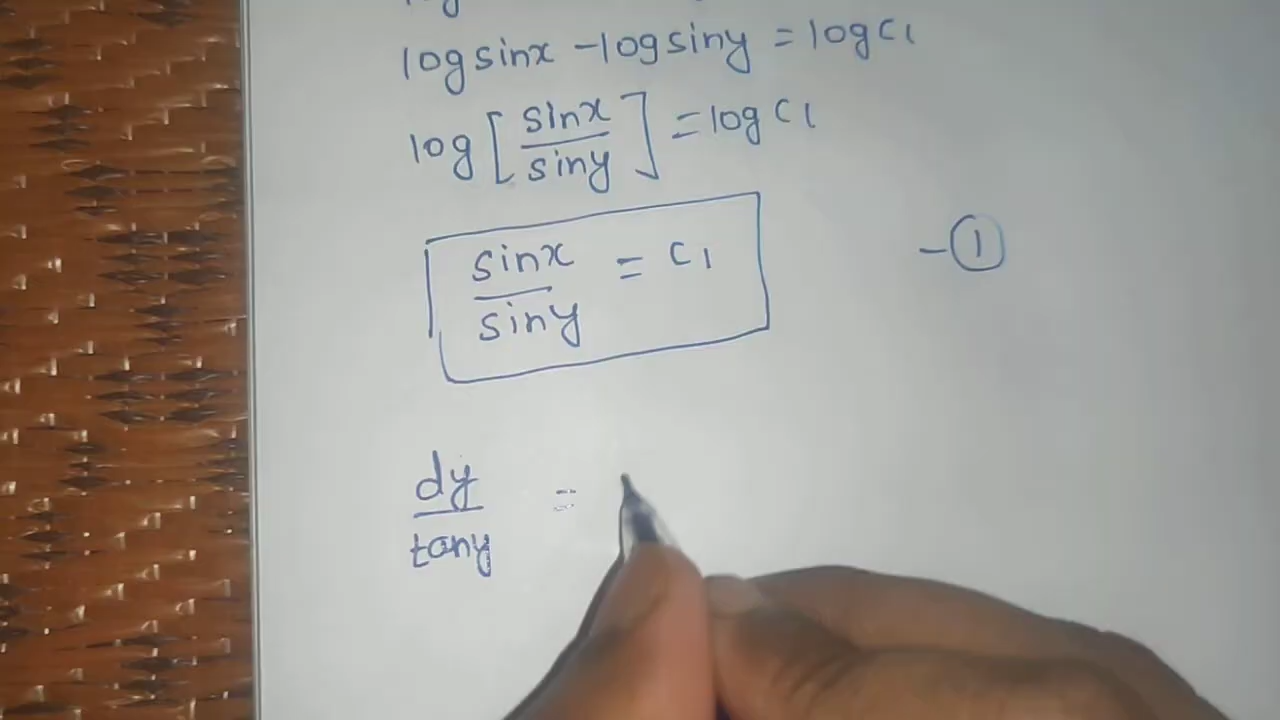 log sinx - log siny = log c1
log [ sinx / siny ] = log c1
sinx / siny = c1 - ①
dy / tany =